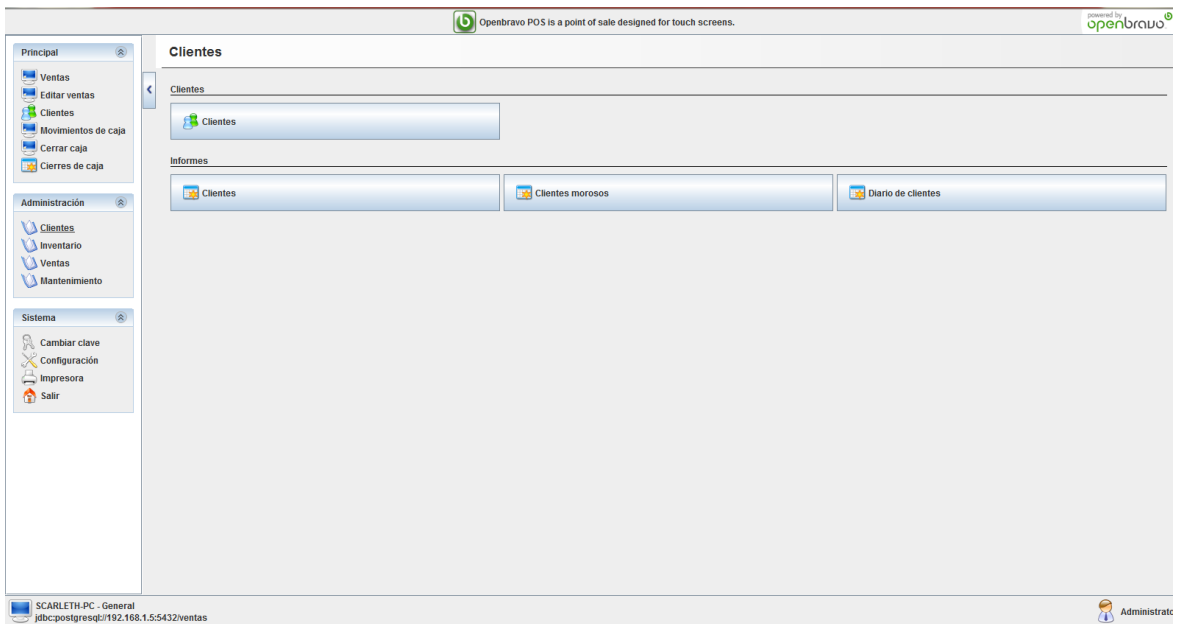 Openbravo POS is a point of sale designed for touch screens.
powered by
openbravo
Principal
Ventas
Editar ventas
Clientes
Movimientos de caja
Cerrar caja
Cierres de caja
Administración
Clientes
Inventario
Ventas
Mantenimiento
Sistema
Cambiar clave
Configuración
Impresora
Salir
Clientes
Clientes
Clientes
Informes
Clientes
Clientes morosos
Diario de clientes
SCARLETH-PC - General
jdbc:postgresql://192.168.1.5:5432/ventas
Administrato